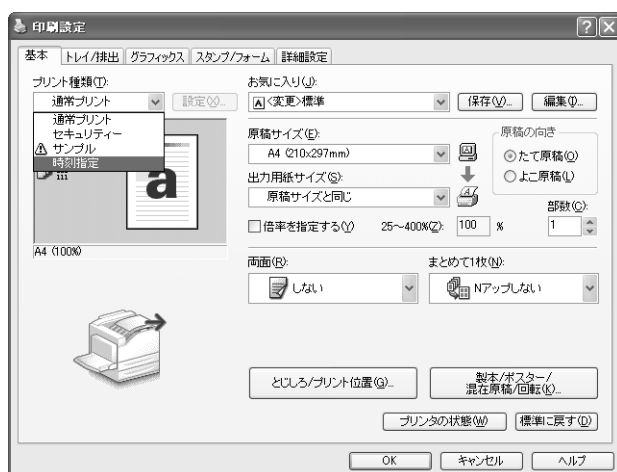 印刷設定
基本 トレイ/排出 グラフィックス スタンプ/フォーム 詳細設定
プリント種類(T):
通常プリント 設定(X)...
通常プリント
セキュリティー
サンプル
時刻指定
a
A4 (100%)
お気に入り(J):
A <変更>標準 保存(V)... 編集(I)...
原稿サイズ(E):
A4 (210x297mm)
出力用紙サイズ(S):
原稿サイズと同じ
原稿の向き
たて原稿(O)
よこ原稿(L)
倍率を指定する(Y) 25～400%(Z): 100 %
部数(C):
1
両面(R):
しない
まとめて1枚(N):
Nアップしない
とじしろ/プリント位置(G)...
製本/ポスター/
混在原稿/回転(K)...
プリンタの状態(W) 標準に戻す(D)
OK キャンセル ヘルプ